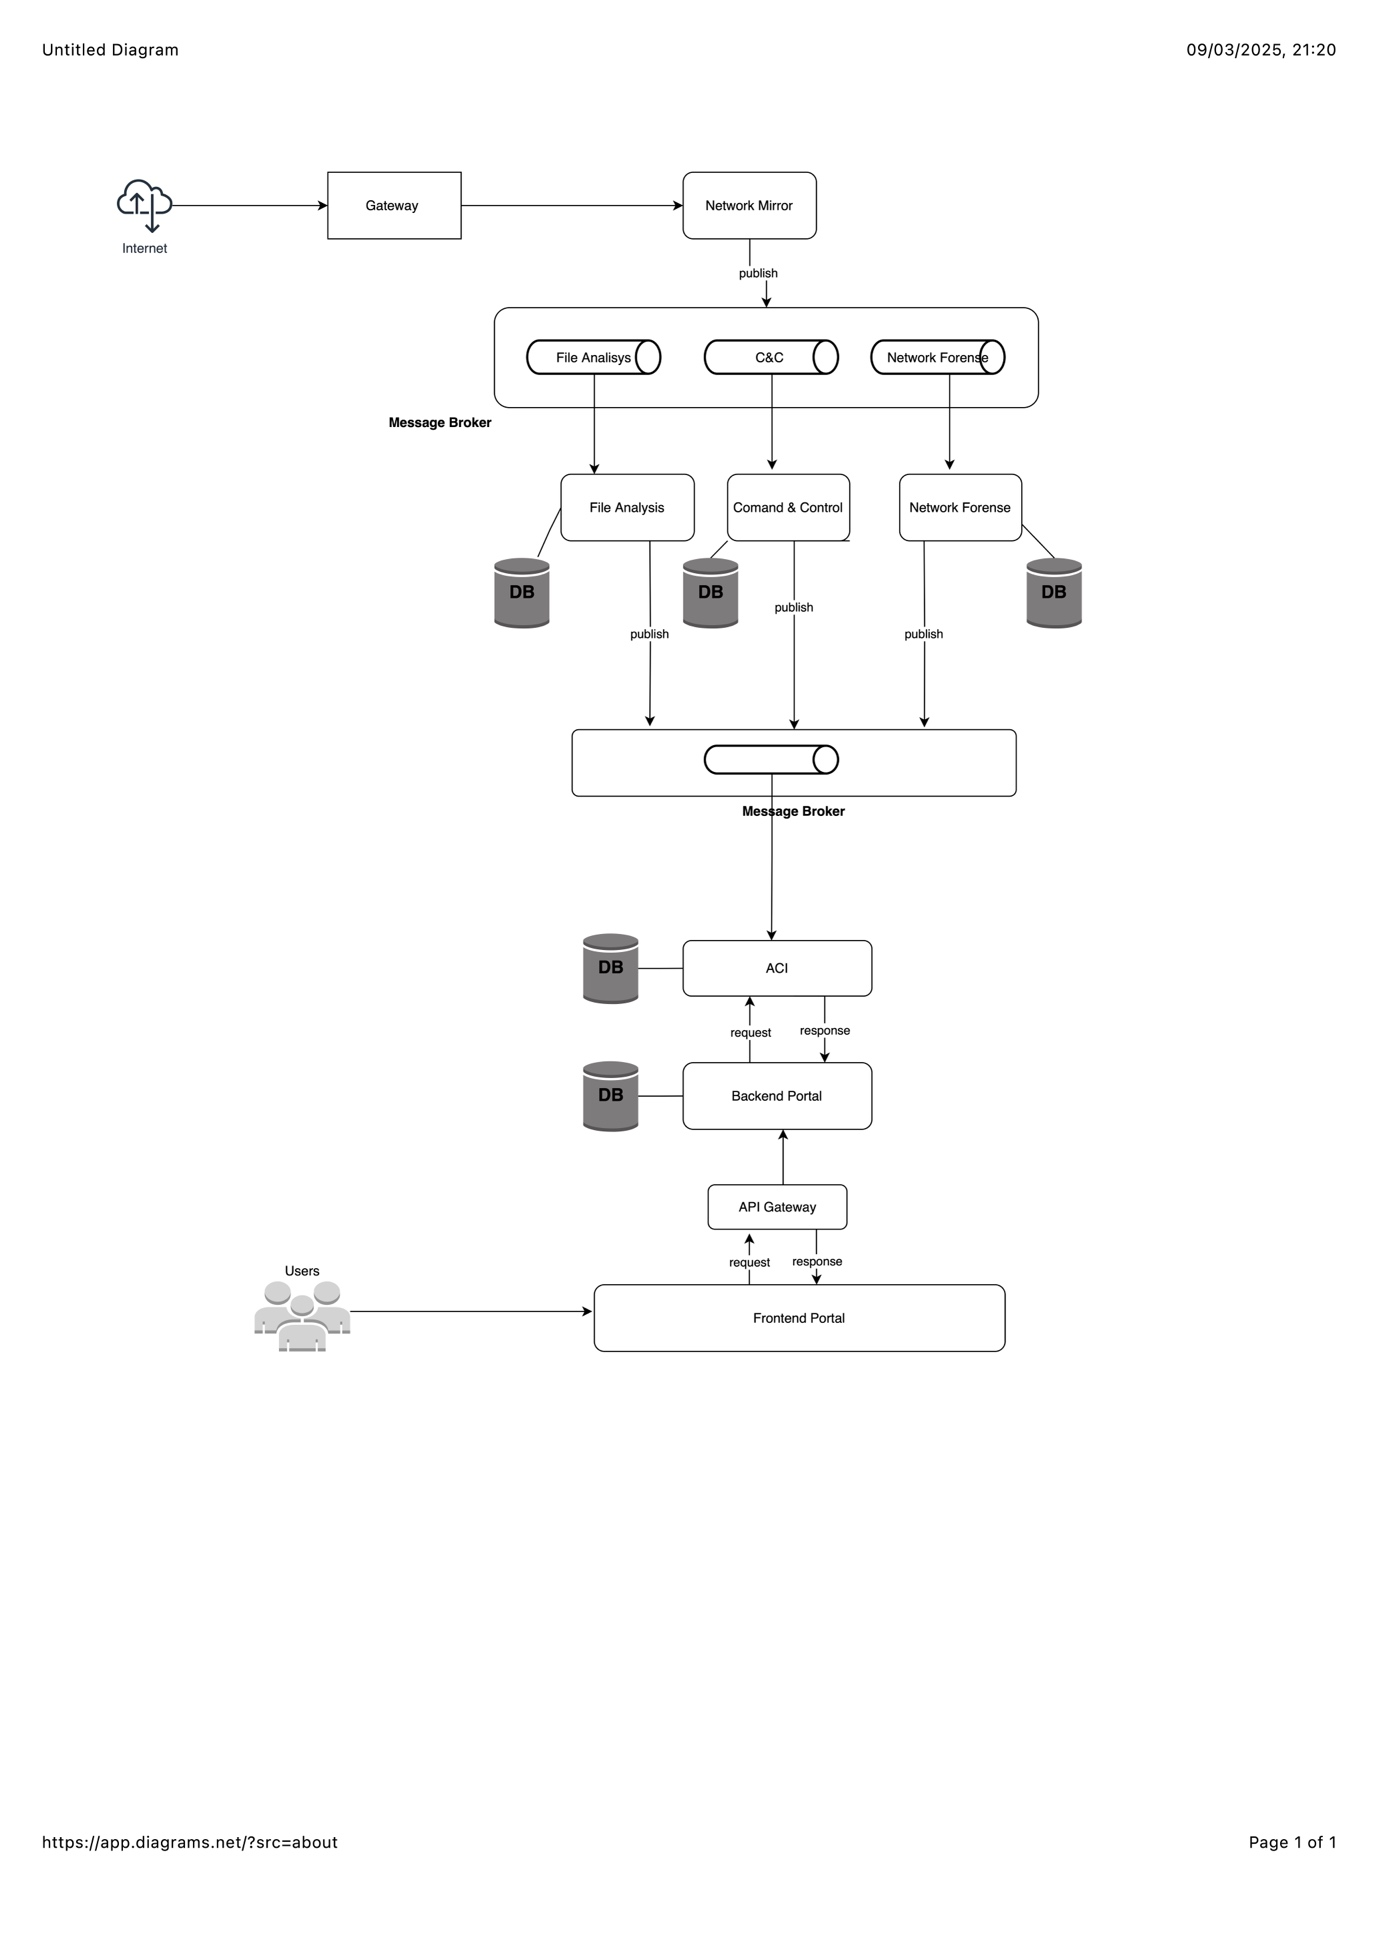 Untitled Diagram
09/03/2025, 21:20
Gateway
Network Mirror
Internet
publish
File Analisys
C&C
Network Forense
Message Broker
File Analysis
Comand & Control
Network Forense
DB
DB
DB
publish
publish
publish
Message Broker
DB
ACI
request
response
DB
Backend Portal
API Gateway
request
response
Users
Frontend Portal
https://app.diagrams.net/?src=about
Page 1 of 1